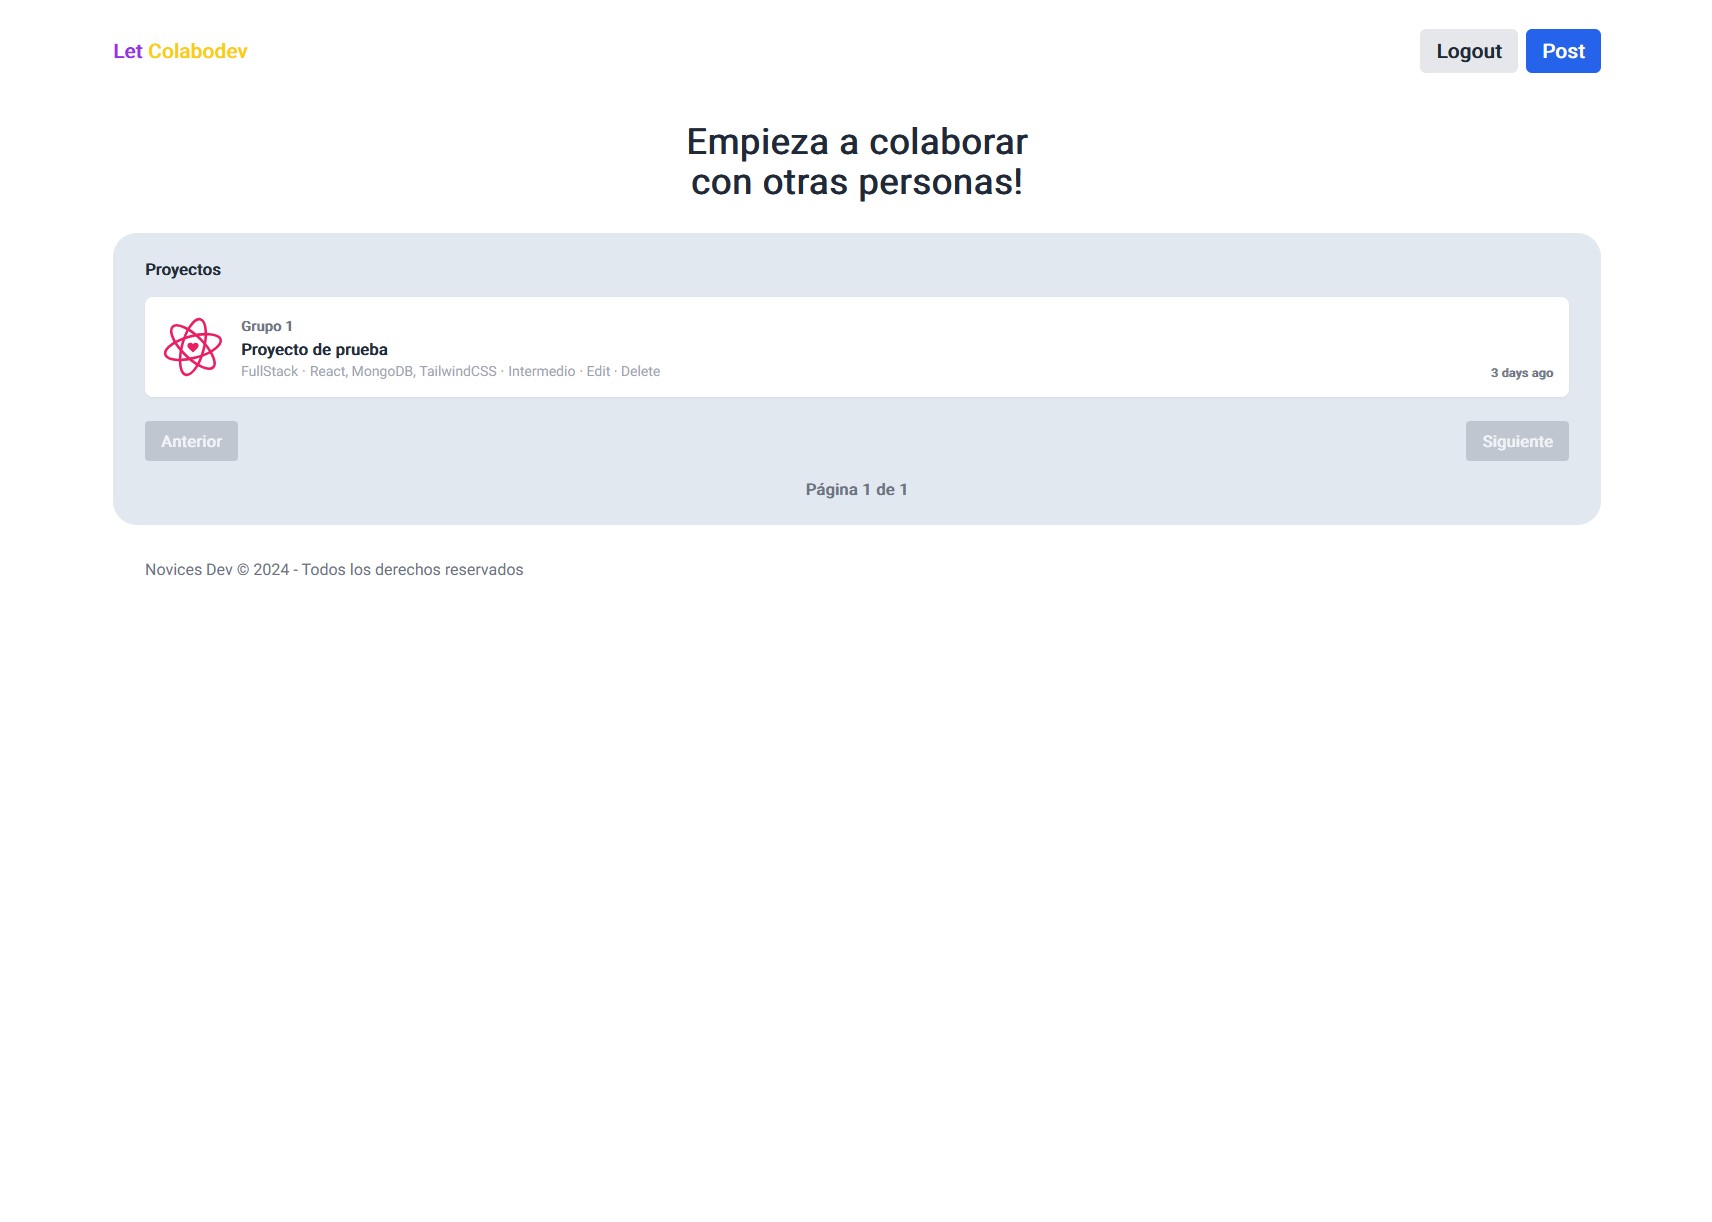 Let Colabodev
Logout
Post
Empieza a colaborar
con otras personas!
Proyectos
Grupo 1
Proyecto de prueba
FullStack · React, MongoDB, TailwindCSS · Intermedio · Edit · Delete
3 days ago
Anterior
Siguiente
Página 1 de 1
Novices Dev © 2024 - Todos los derechos reservados